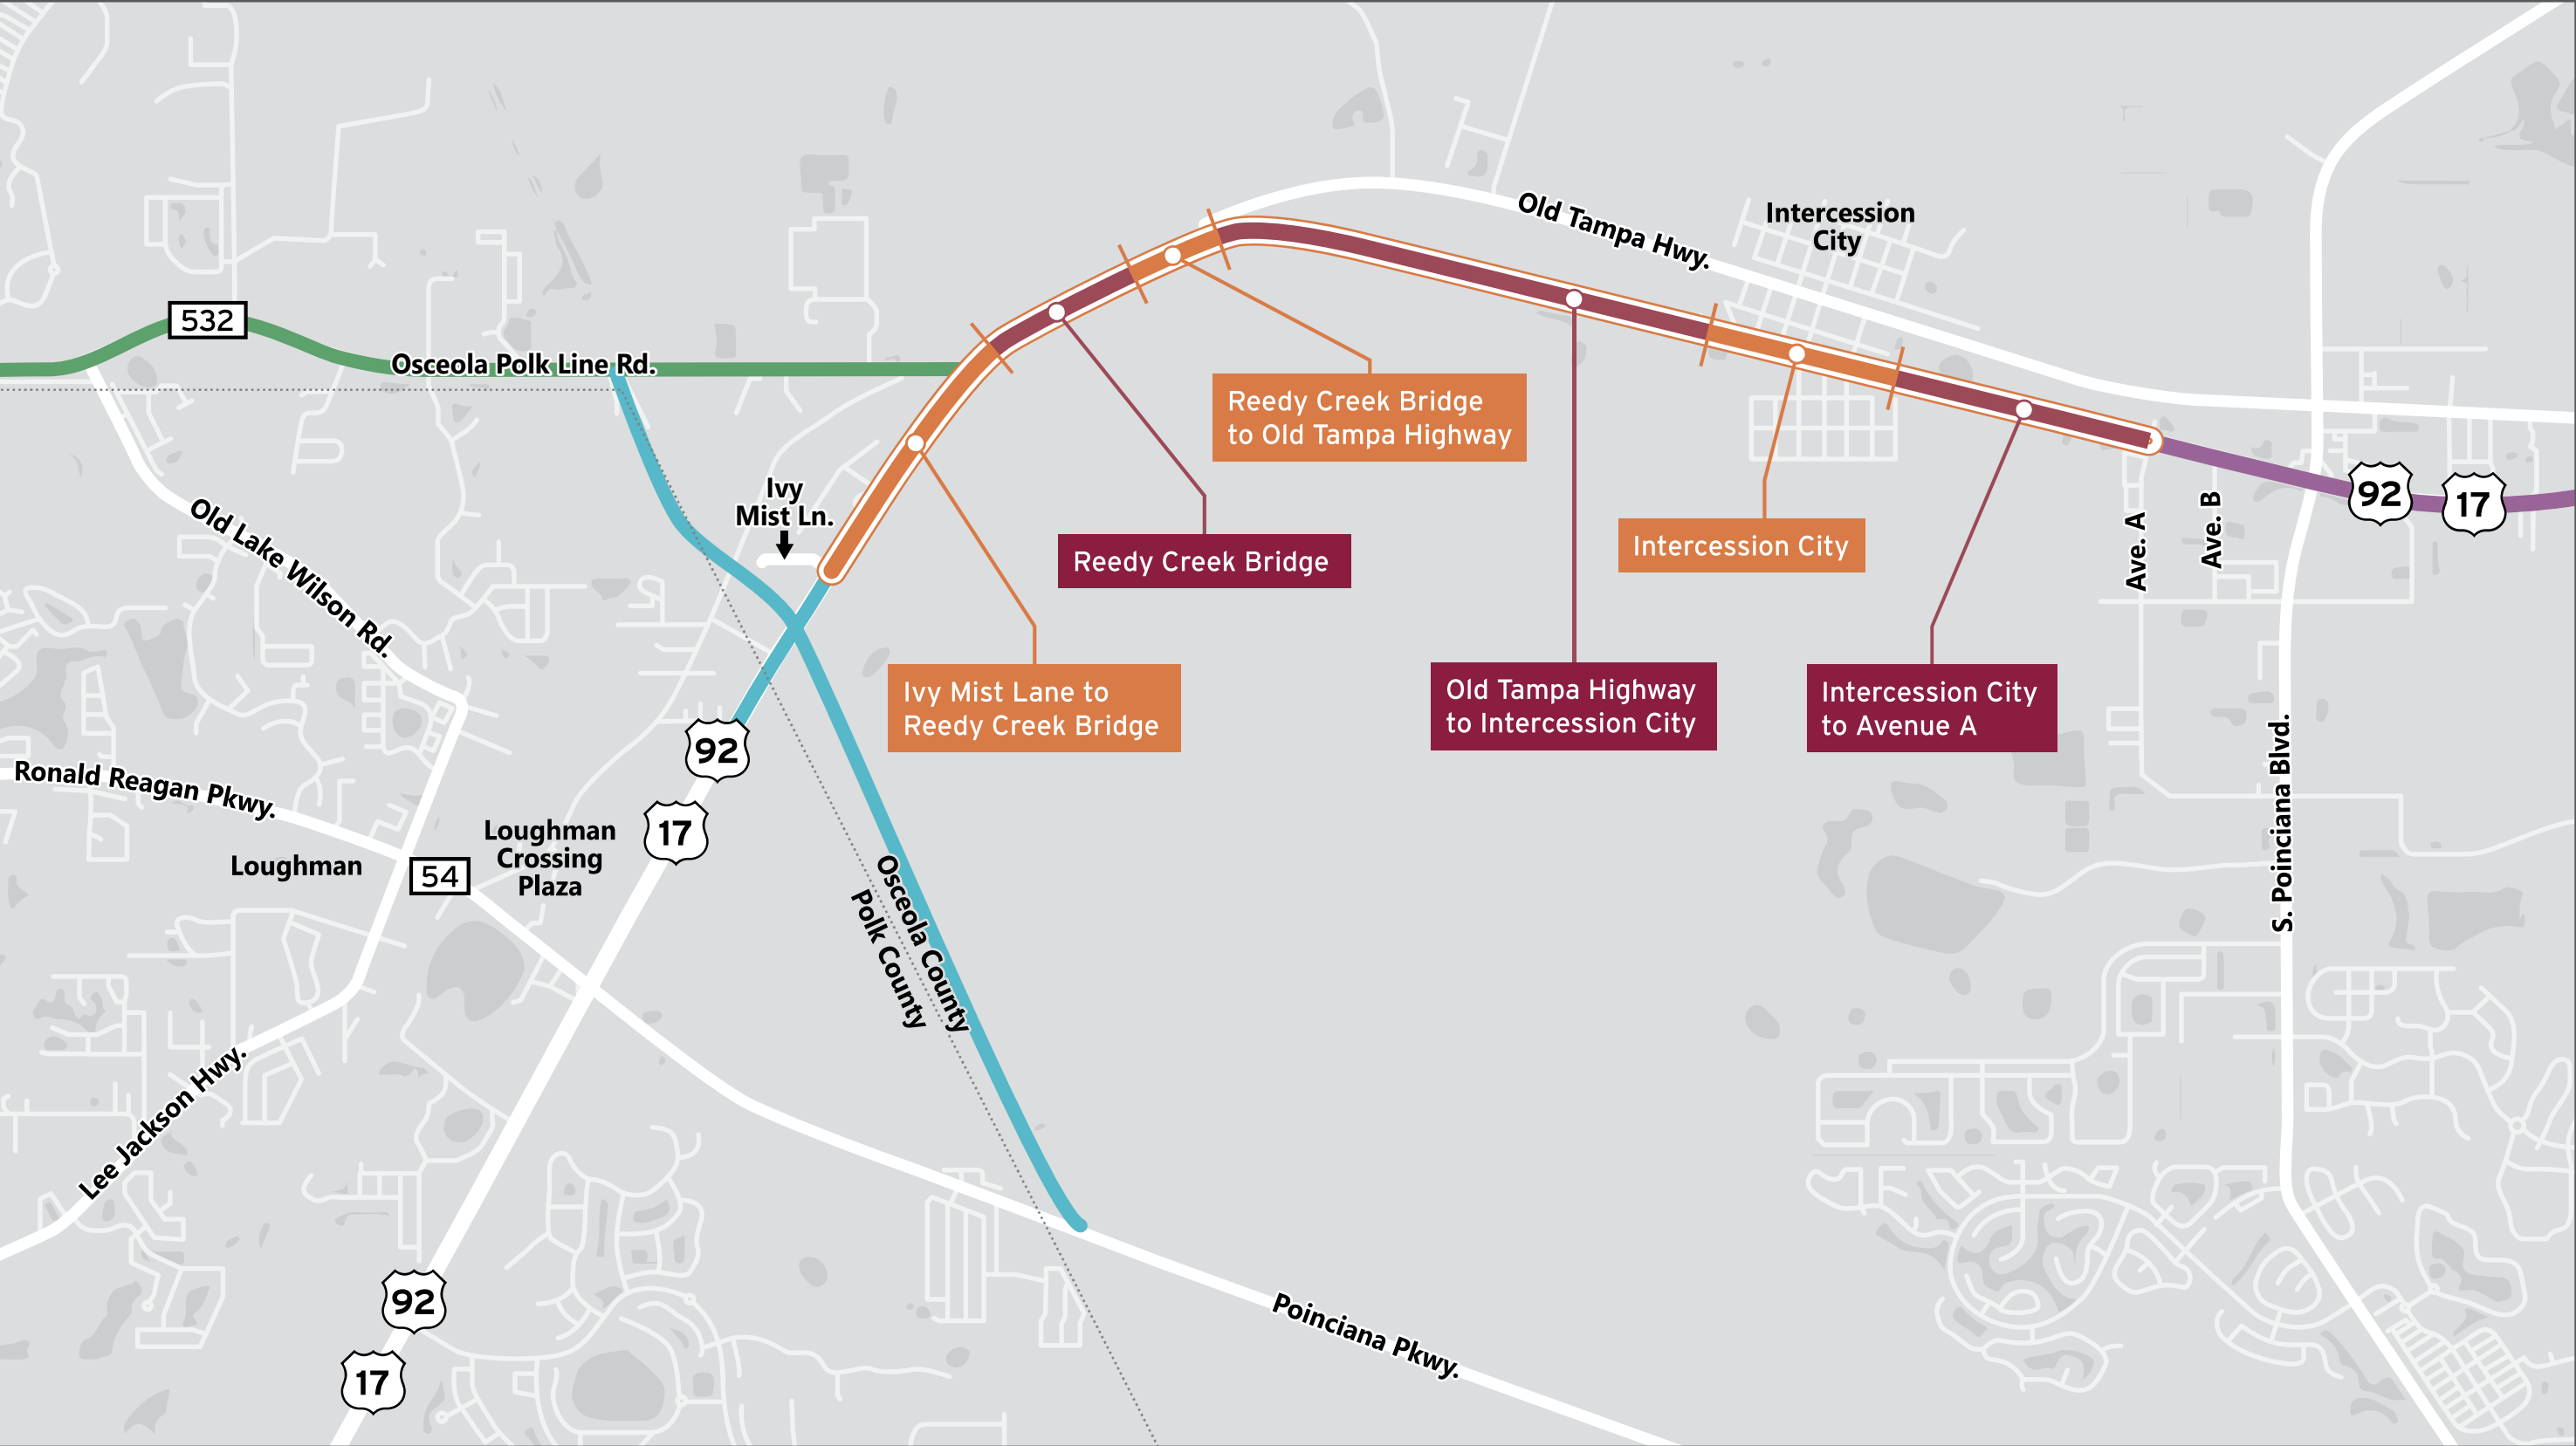 Old Tampa Hwy.
Intercession
City
532
Osceola Polk Line Rd.
Reedy Creek Bridge
to Old Tampa Highway
Ivy
Mist Ln.
Old Lake Wilson Rd.
Reedy Creek Bridge
Intercession City
92
17
Ave. A
Ave. B
Ivy Mist Lane to
Reedy Creek Bridge
Old Tampa Highway
to Intercession City
Intercession City
to Avenue A
92
17
Ronald Reagan Pkwy.
Loughman
54
Loughman
Crossing
Plaza
Osceola County
Polk County
S. Poinciana Blvd.
Lee Jackson Hwy.
92
17
Poinciana Pkwy.